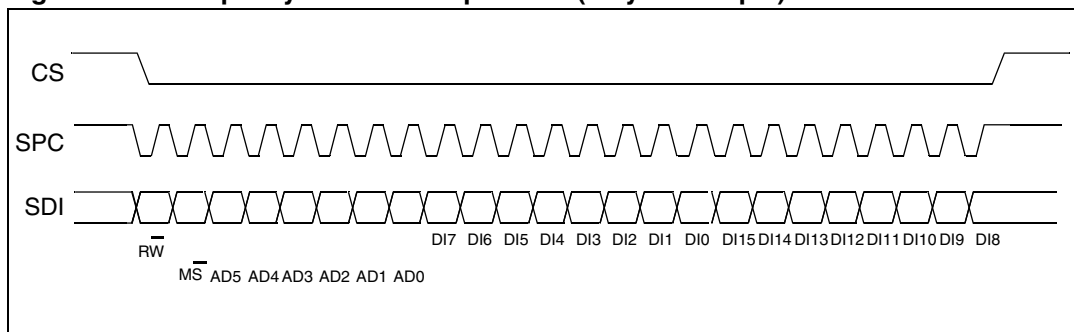 CS
SPC
SDI
DI7 DI6 DI5 DI4 DI3 DI2 DI1 DI0 DI15 DI14 DI13 DI12 DI11 DI10 DI9 DI8
RW
MS AD5 AD4 AD3 AD2 AD1 AD0